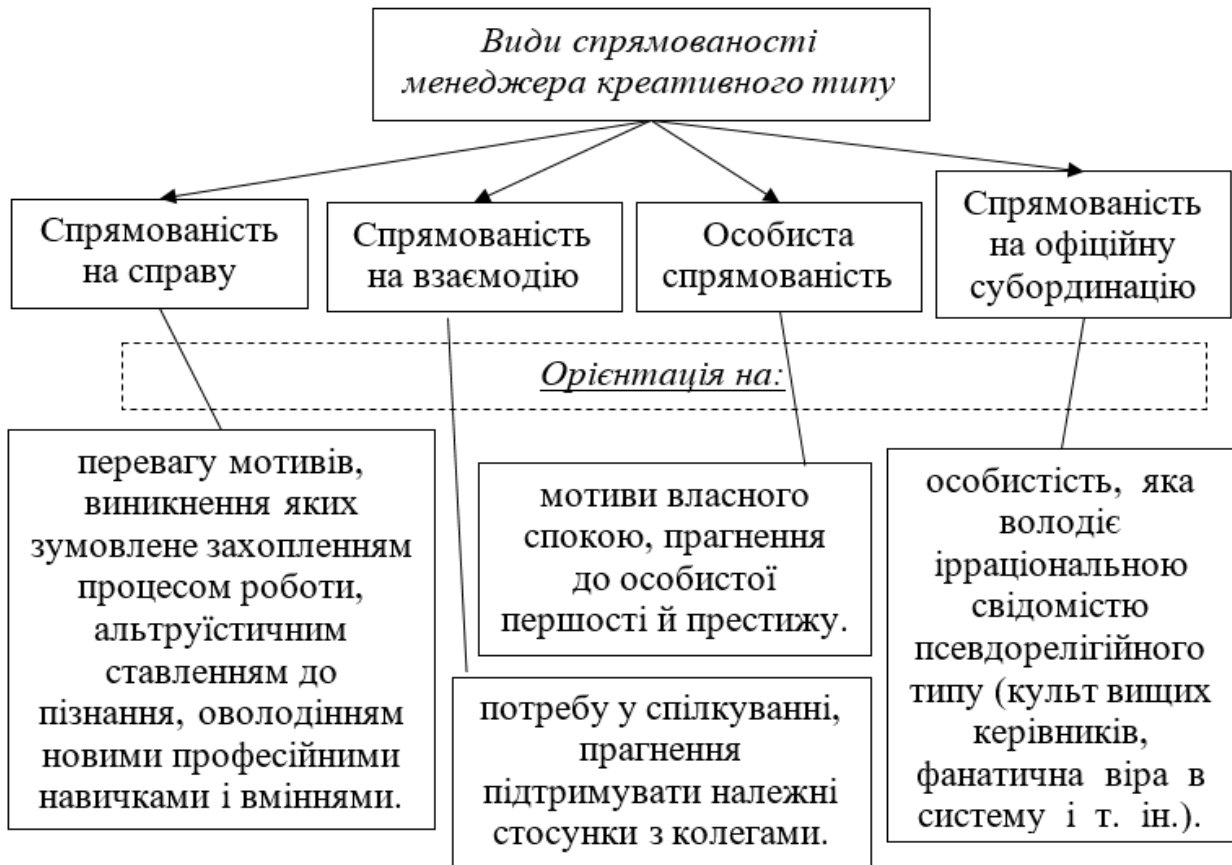 Види спрямованості
менеджера креативного типу
Спрямованість
на справу
Спрямованість
на взаємодію
Особиста
спрямованість
Спрямованість
на офіційну
субординацію
Орієнтація на:
перевагу мотивів,
виникнення яких
зумовлене захопленням
процесом роботи,
альтруїстичним
ставленням до
пізнання, оволодінням
новими професійними
навичками і вміннями.
потребу у спілкуванні,
прагнення
підтримувати належні
стосунки з колегами.
мотиви власного
спокою, прагнення
до особистої
першості й престижу.
особистість, яка
володіє
ірраціональною
свідомістю
псевдорелігійного
типу (культ вищих
керівників,
фанатична віра в
систему і т. ін.).